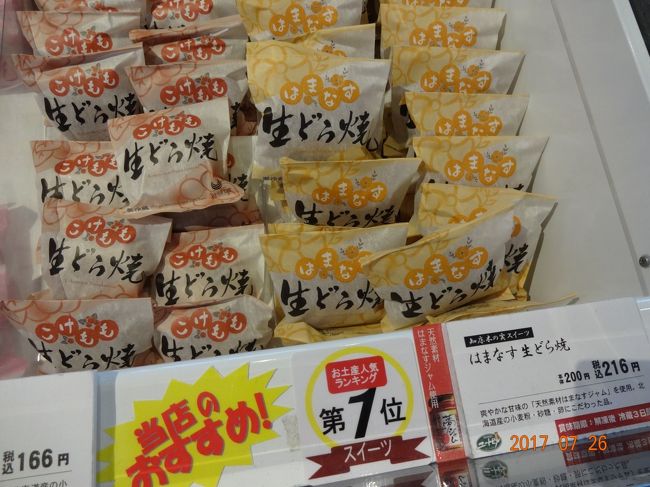 こけもも
生どら焼
はまなす
生どら焼
税込166円
当店の
おすすめ!
お土産人気
ランキング
第1位
スイーツ
天然素材
はまなすジャム使用
知床木の実スイーツ
はまなす生どら焼
本体200円 税込216円
爽やかな甘味の「天然素材はまなすジャム」を使用。北
海道産の小麦粉・砂糖・卵にこだわった品。
賞味期限:解凍後 冷蔵3日
2017 07 26